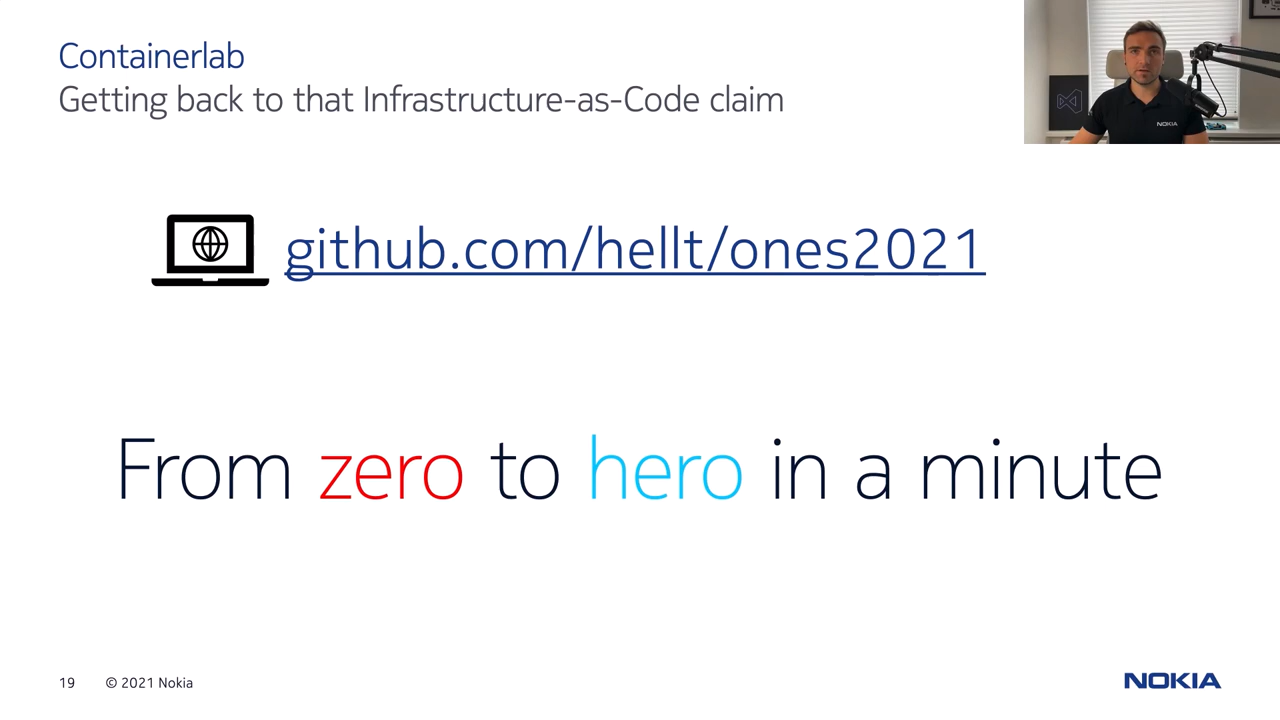 Containerlab
Getting back to that Infrastructure-as-Code claim
NOKIA
github.com/hellt/ones2021
From zero to hero in a minute
19 © 2021 Nokia
NOKIA